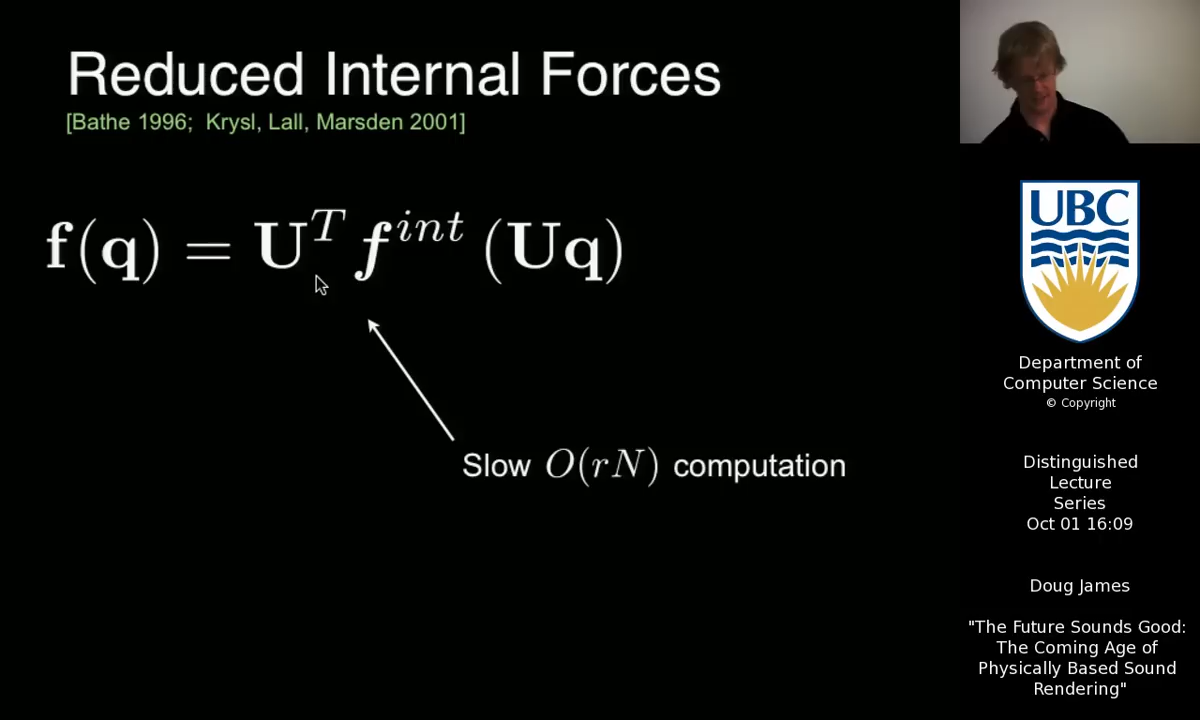 Reduced Internal Forces
[Bathe 1996; Krysl, Lall, Marsden 2001]
f(q) = U^T f^int (Uq)
Slow O(rN) computation
UBC
Department of
Computer Science
© Copyright
Distinguished
Lecture
Series
Oct 01 16:09
Doug James
"The Future Sounds Good:
The Coming Age of
Physically Based Sound
Rendering"